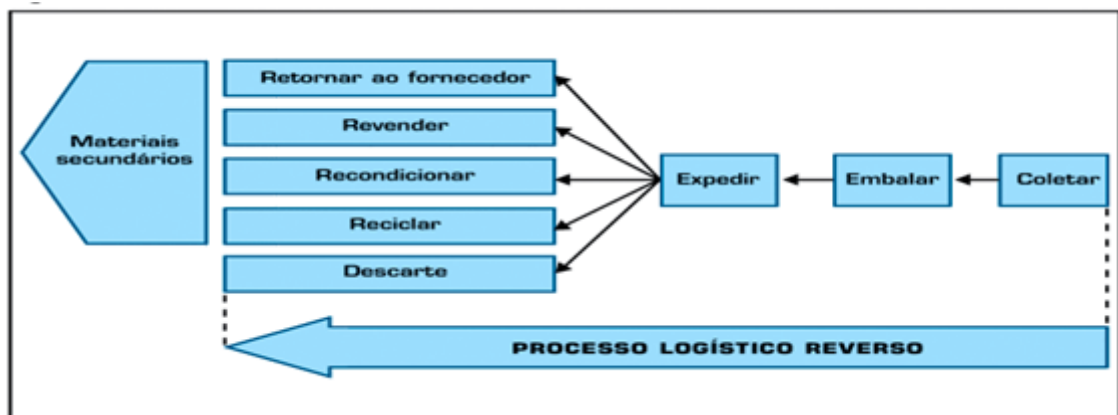 Retornar ao fornecedor
Revender
Materiais
secundários
Recondicionar
Expedir
Embalar
Coletar
Reciclar
Descarte
PROCESSO LOGÍSTICO REVERSO